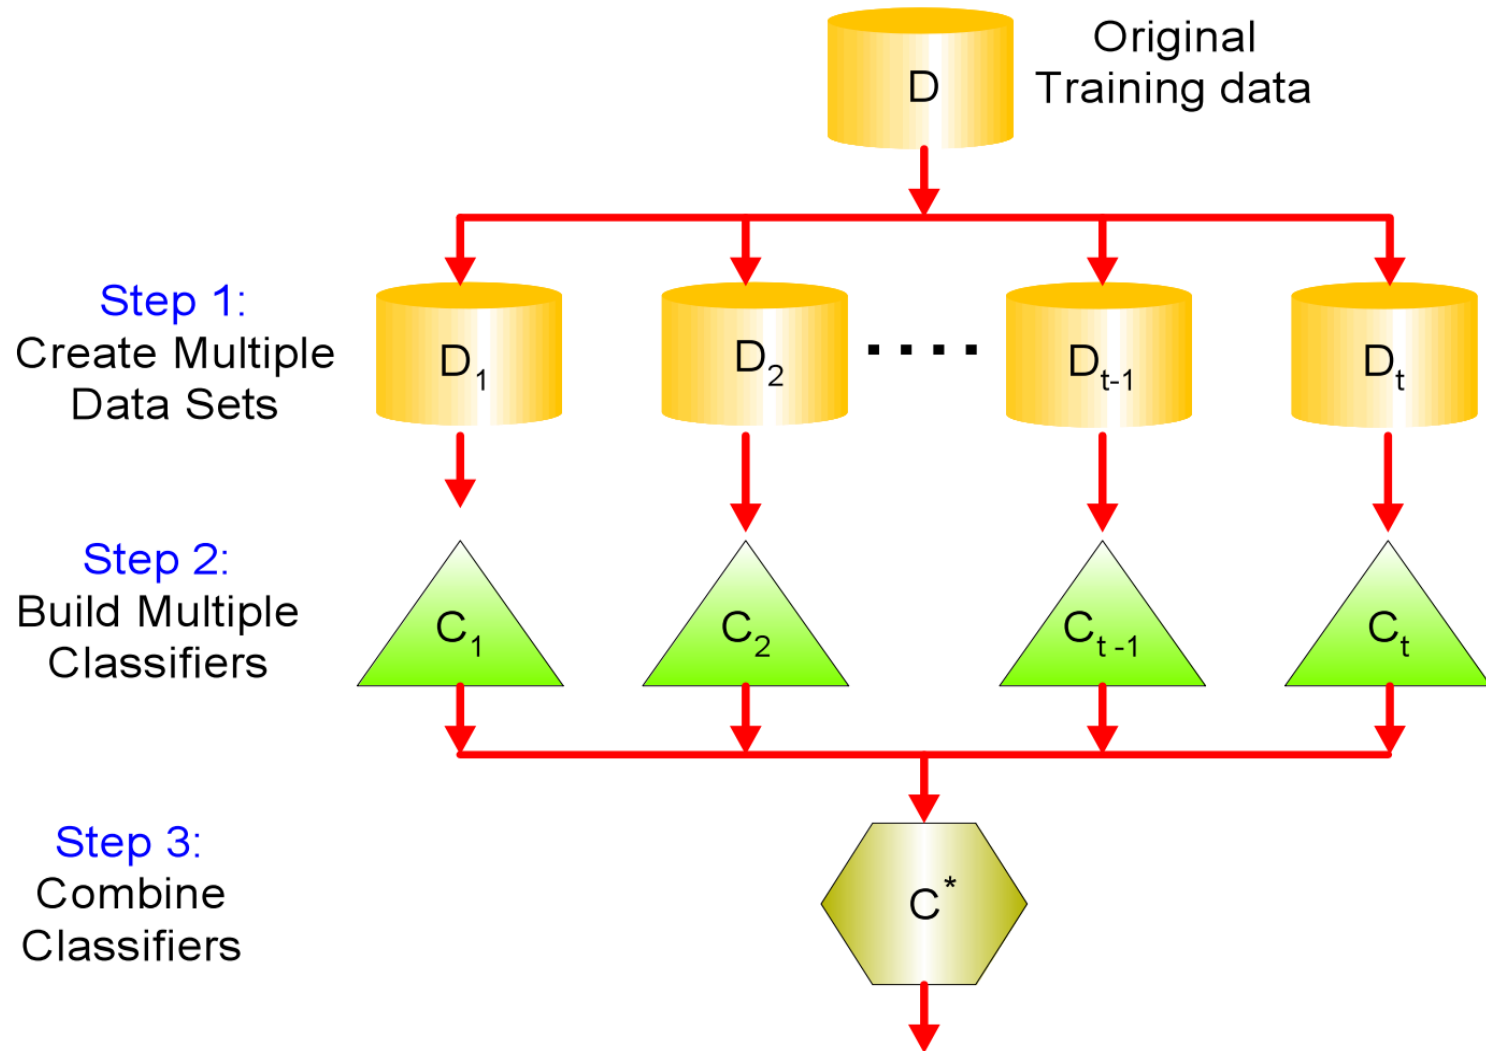 D
Original
Training data
Step 1:
Create Multiple
Data Sets
D1
D2
....
Dt-1
Dt
Step 2:
Build Multiple
Classifiers
C1
C2
Ct -1
Ct
Step 3:
Combine
Classifiers
C*